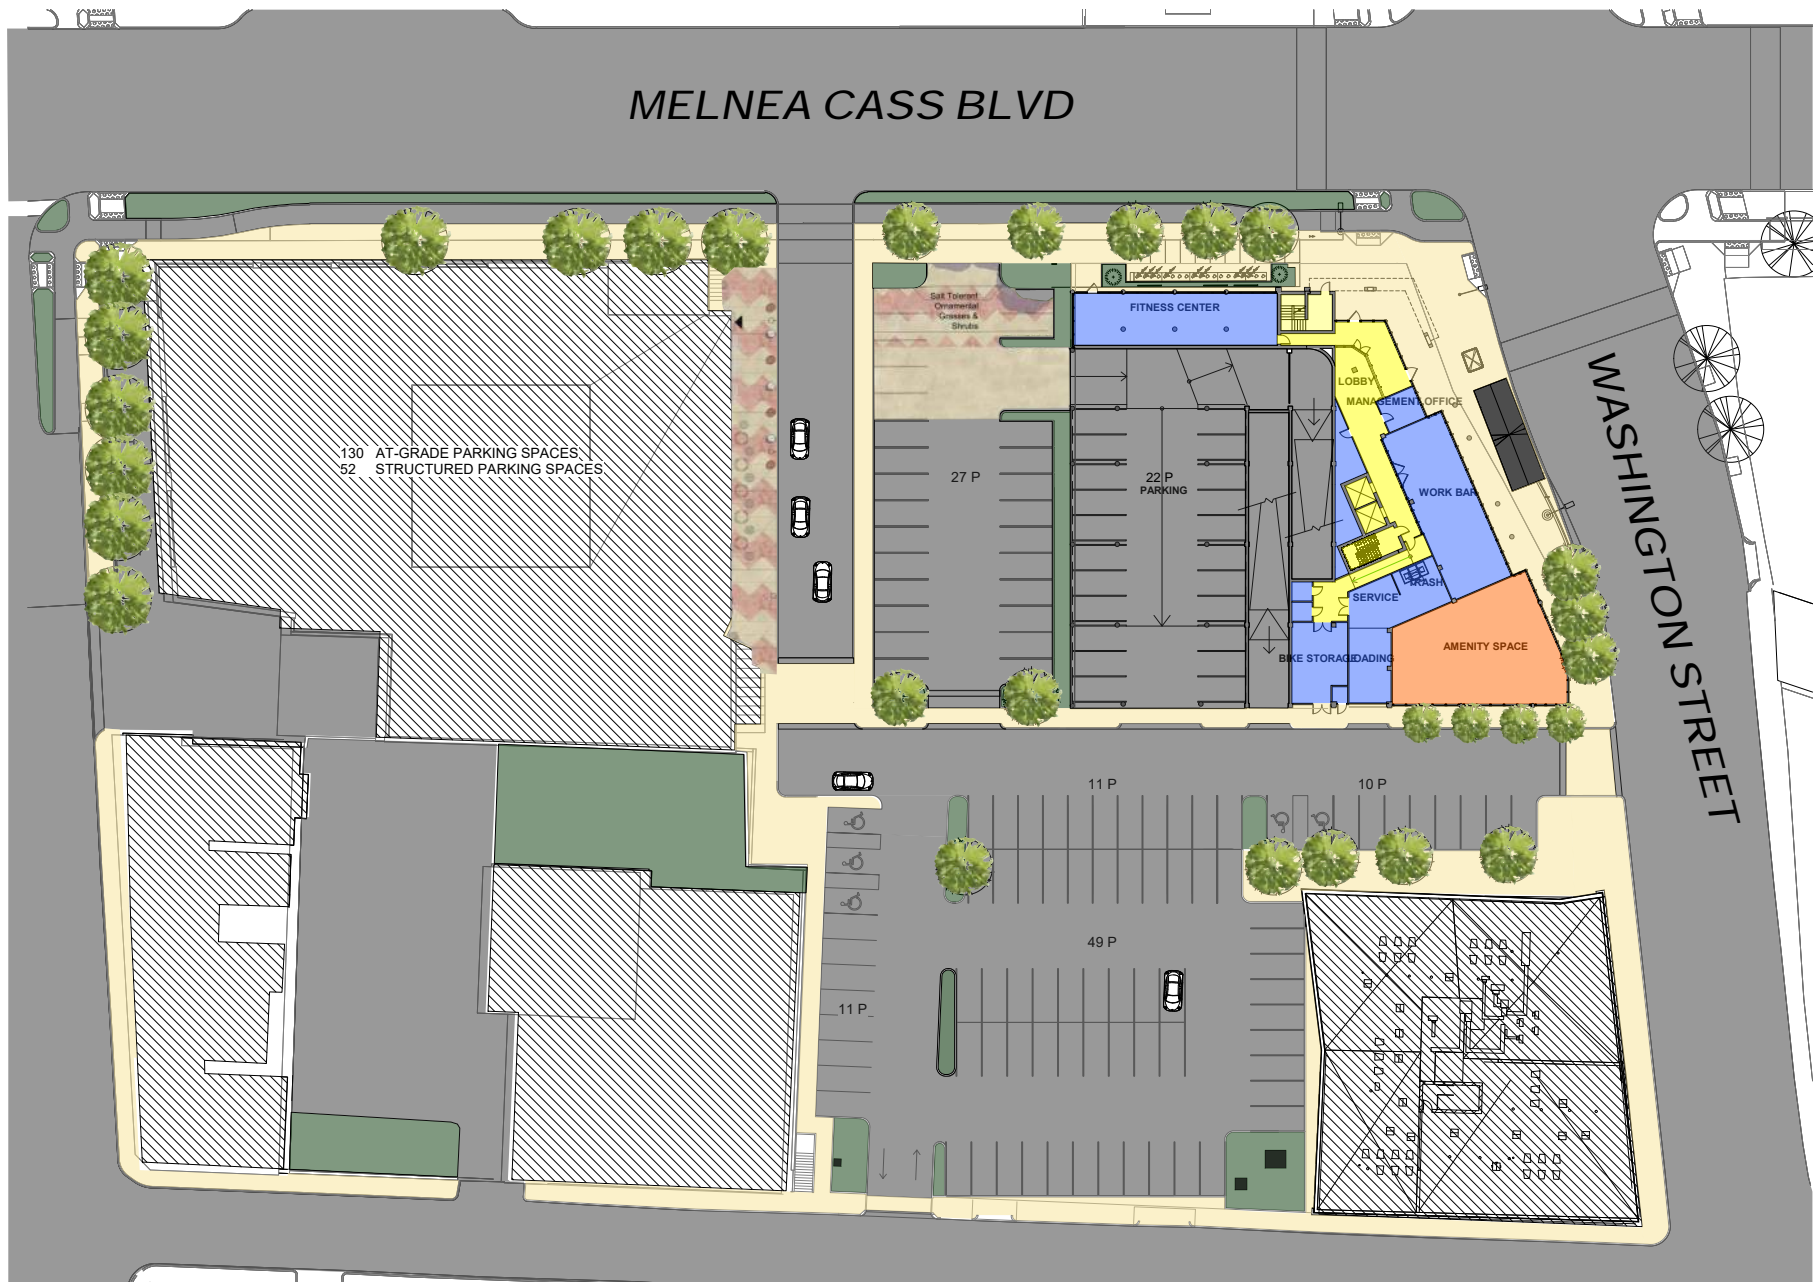 MELNEA CASS BLVD
Salt Tolerant
Ornamental
Grasses &
Shrubs
FITNESS CENTER
LOBBY
MANAGEMENT OFFICE
WASHINGTON STREET
130 AT-GRADE PARKING SPACES
52 STRUCTURED PARKING SPACES
27 P
22 P
PARKING
WORK BAR
TRASH
SERVICE
AMENITY SPACE
BIKE STORAGE
LOADING
11 P
10 P
49 P
11 P